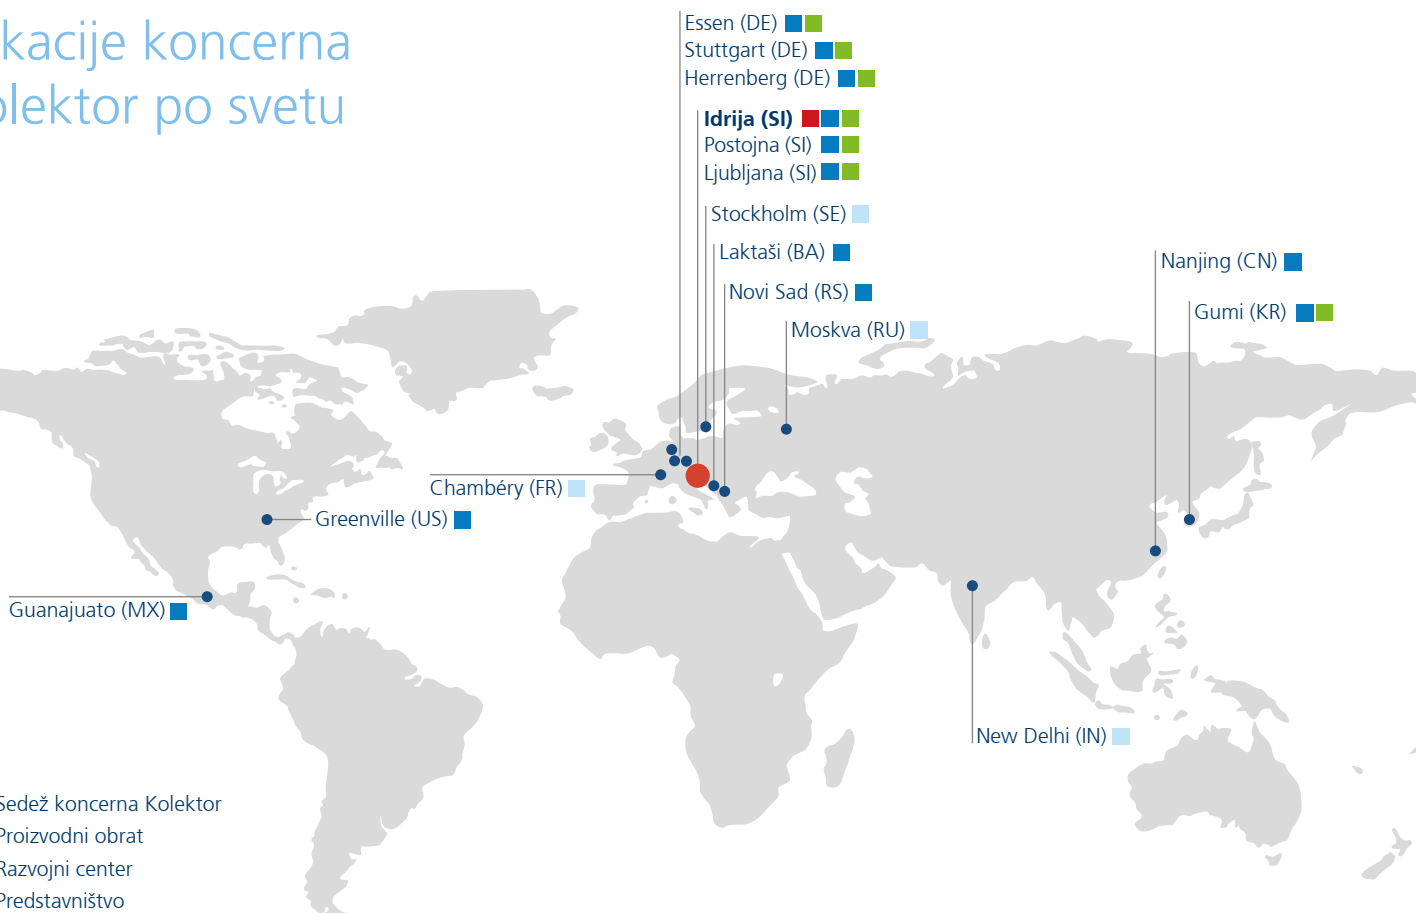 kacije koncerna
olektor po svetu
Essen (DE)
Stuttgart (DE)
Herrenberg (DE)
Idrija (SI)
Postojna (SI)
Ljubljana (SI)
Stockholm (SE)
Laktaši (BA)
Novi Sad (RS)
Moskva (RU)
Nanjing (CN)
Gumi (KR)
Chambéry (FR)
Greenville (US)
Guanajuato (MX)
New Delhi (IN)
Sedež koncerna Kolektor
Proizvodni obrat
Razvojni center
Predstavništvo